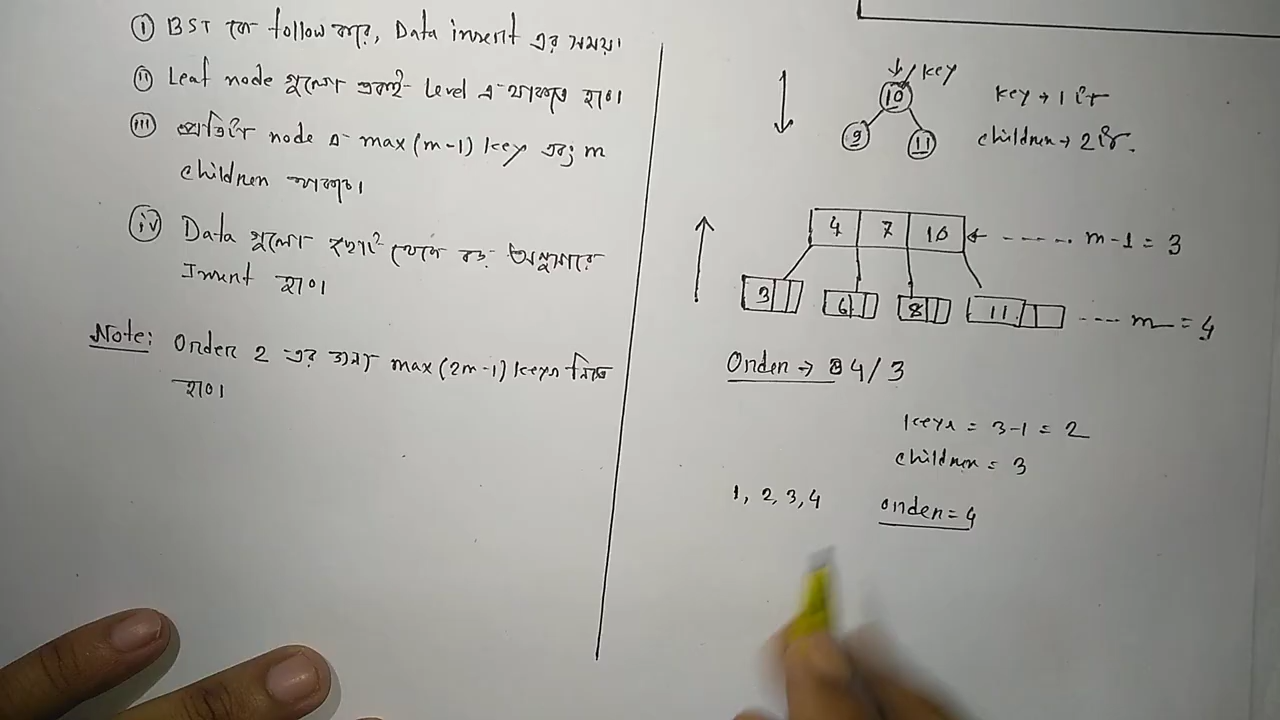 i BST কে follow করে, Data insert এর সময়।
ii Leaf node গুলো একই Level এ থাকতে হবে।
iii প্রতিটি node এ max (m-1) key এবং m
children থাকবে।
iv Data গুলো ছোট থেকে বড় অনুসারে
Insert হবে।
Note: Order 2 এর জন্য max (2m-1) keys নিতে
হবে।
key
10
9 11
key → 1 টি
children → 2 টি.
4 7 10 ← ----- m-1 = 3
3 6 8 11 ---- m = 4
Order → 4/3
keys = 3-1 = 2
children = 3
1, 2, 3, 4 order = 4